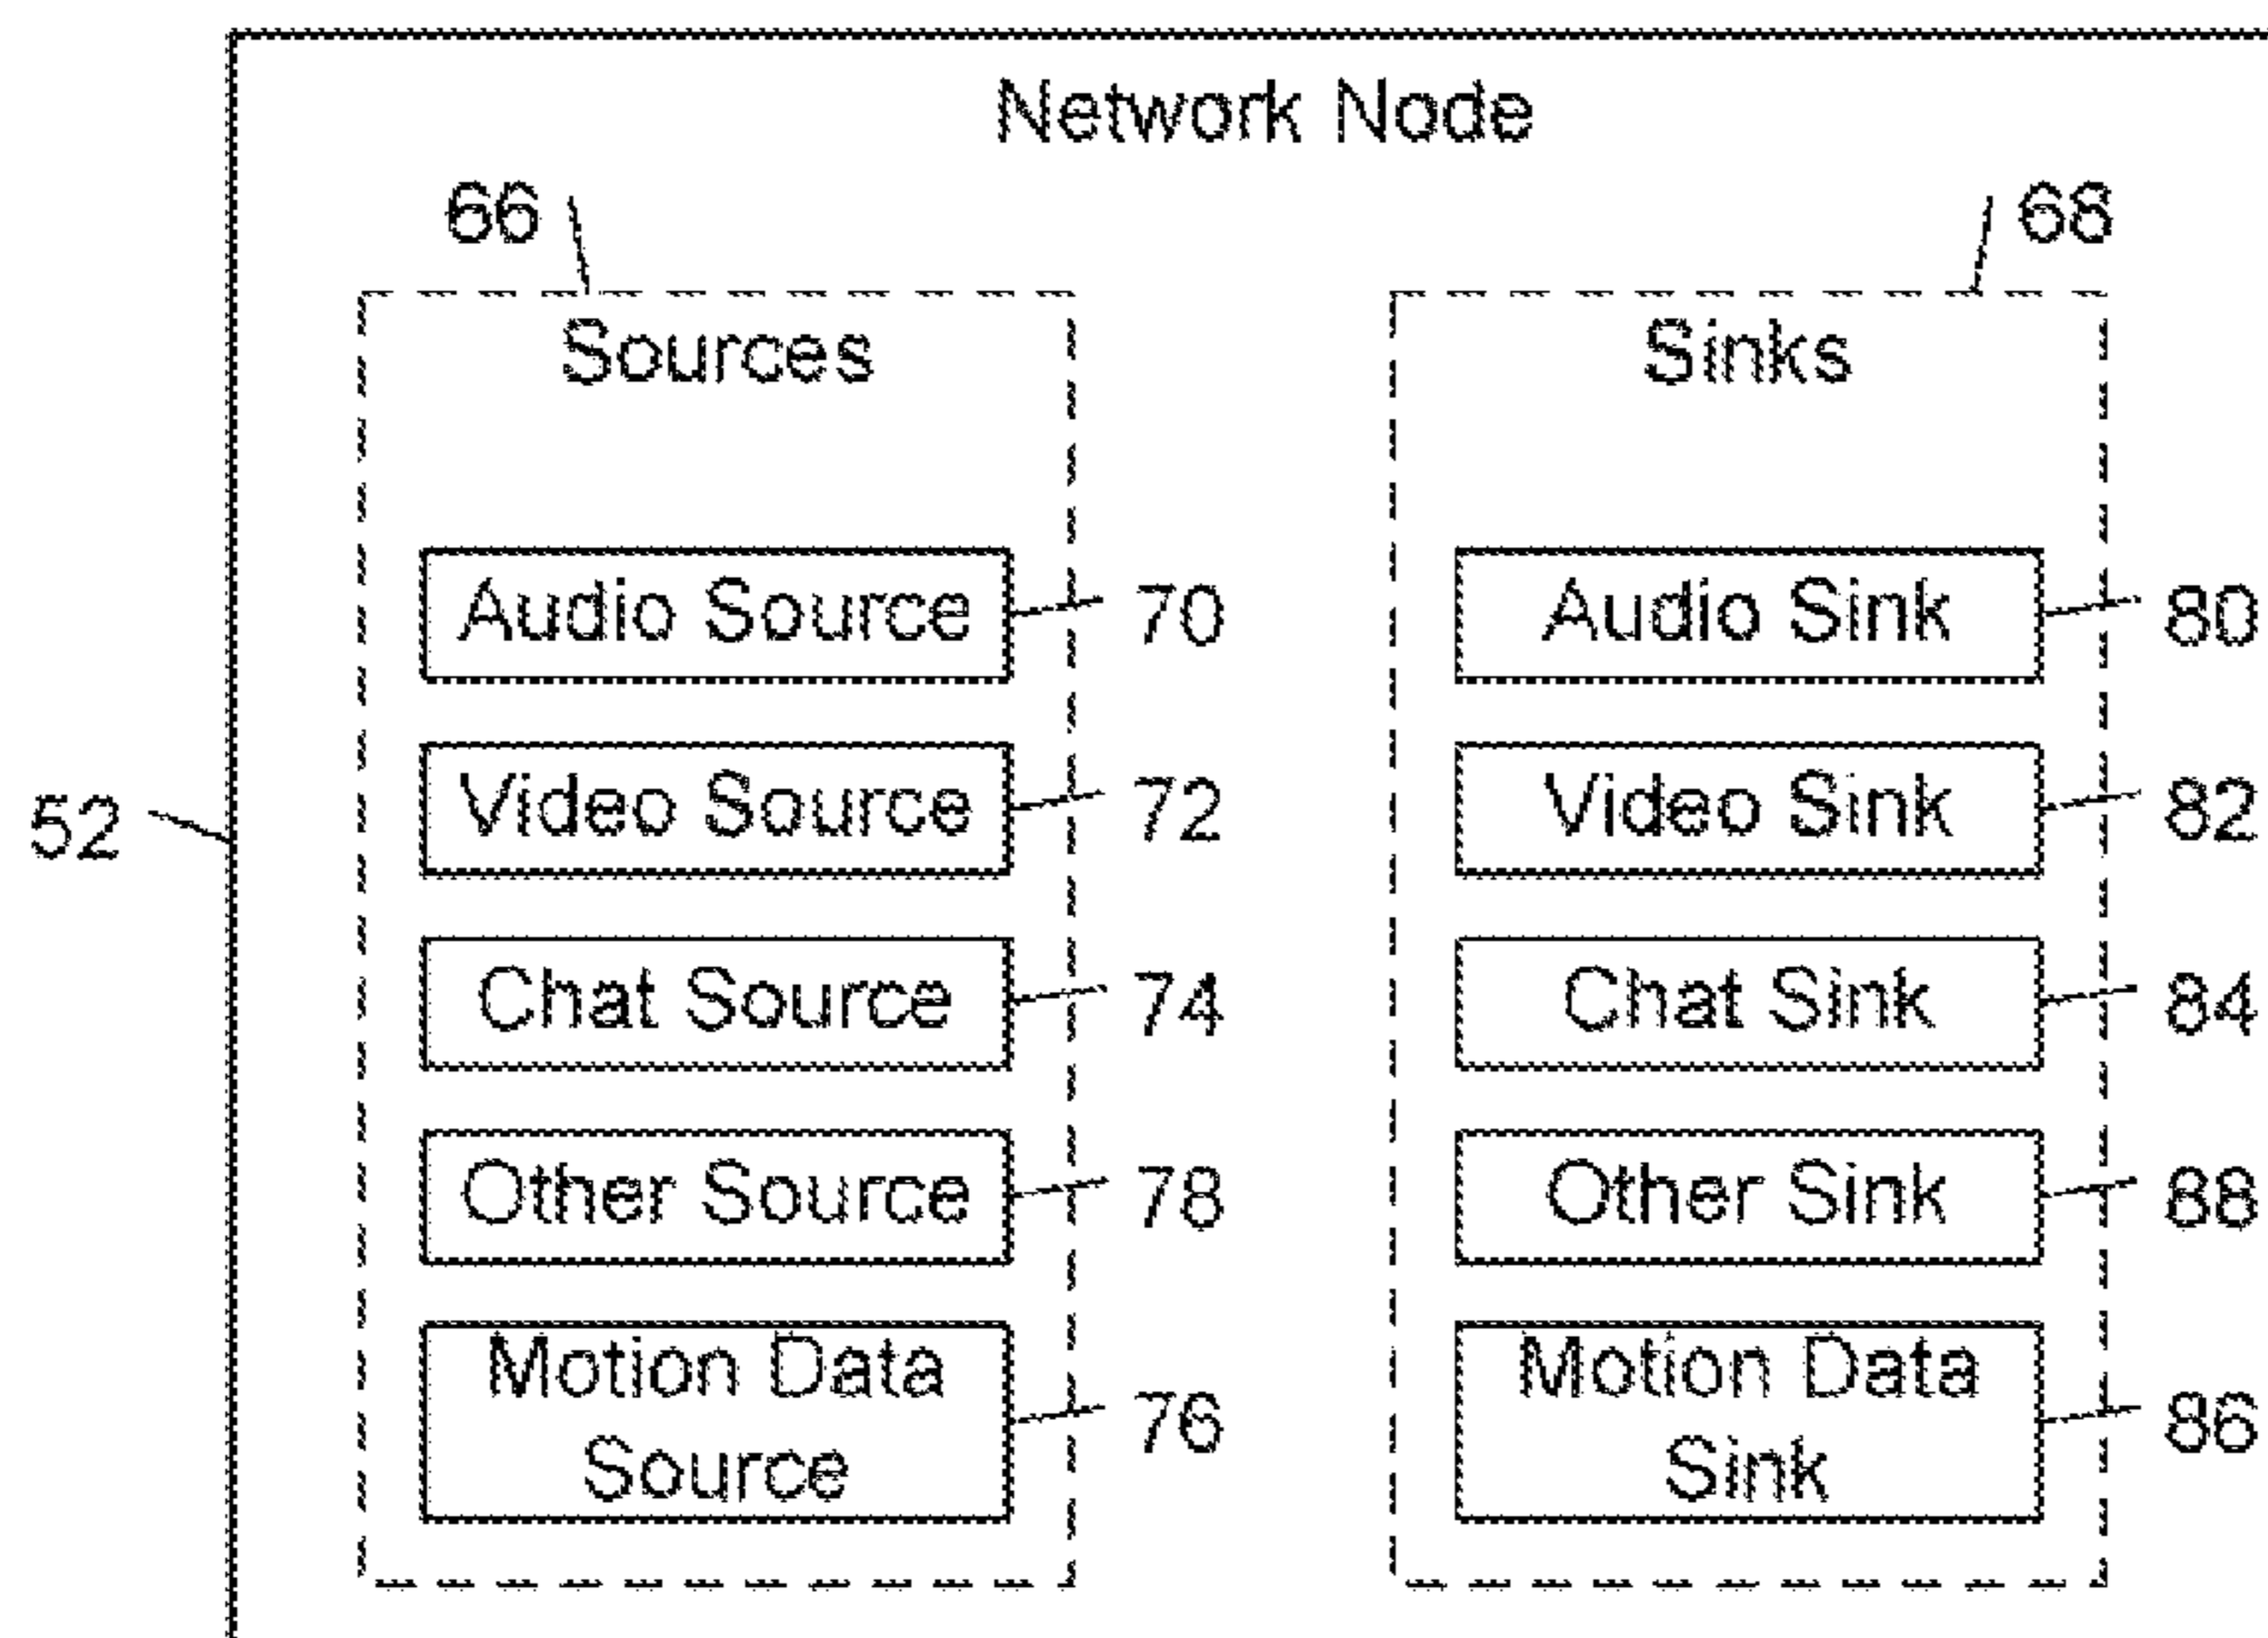 Network Node
66
68
Sources
Sinks
Audio Source
70
Audio Sink
80
52
Video Source
72
Video Sink
82
Chat Source
74
Chat Sink
84
Other Source
78
Other Sink
88
Motion Data
Source
76
Motion Data
Sink
86